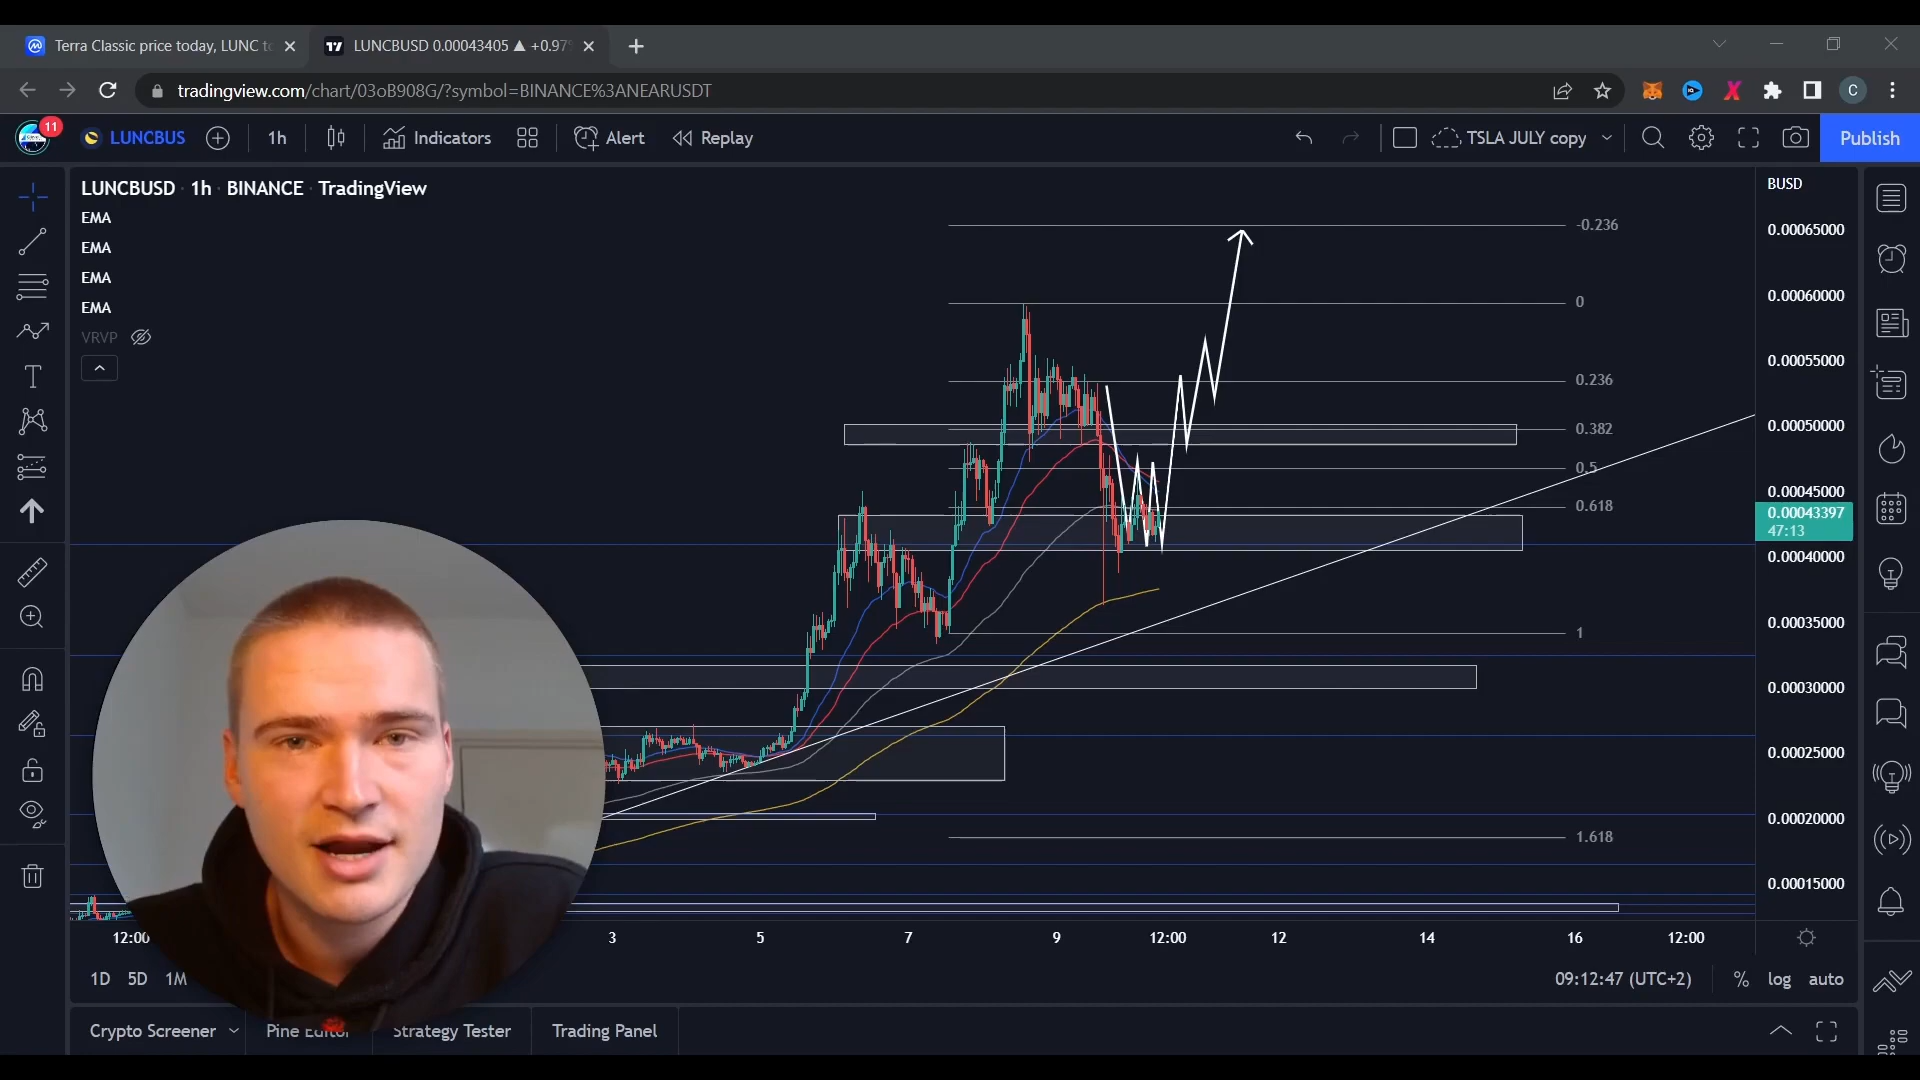 Terra Classic price today, LUNC to
LUNCBUSD 0.00043405 ▲ +0.97%
tradingview.com/chart/03oB908G/?symbol=BINANCE%3ANEARUSDT
C
11
LUNCBUS
1h
Indicators
Alert
Replay
TSLA JULY copy
Publish
LUNCBUSD · 1h · BINANCE · TradingView
EMA
EMA
EMA
EMA
VRVP
BUSD
-0.236
0
0.236
0.382
0.5
0.618
1
1.618
0.00065000
0.00060000
0.00055000
0.00050000
0.00045000
0.00043397
47:13
0.00040000
0.00035000
0.00030000
0.00025000
0.00020000
0.00015000
12:00
3
5
7
9
12:00
12
14
16
12:00
1D
5D
1M
09:12:47 (UTC+2)
%
log
auto
Crypto Screener
Pine Editor
Strategy Tester
Trading Panel